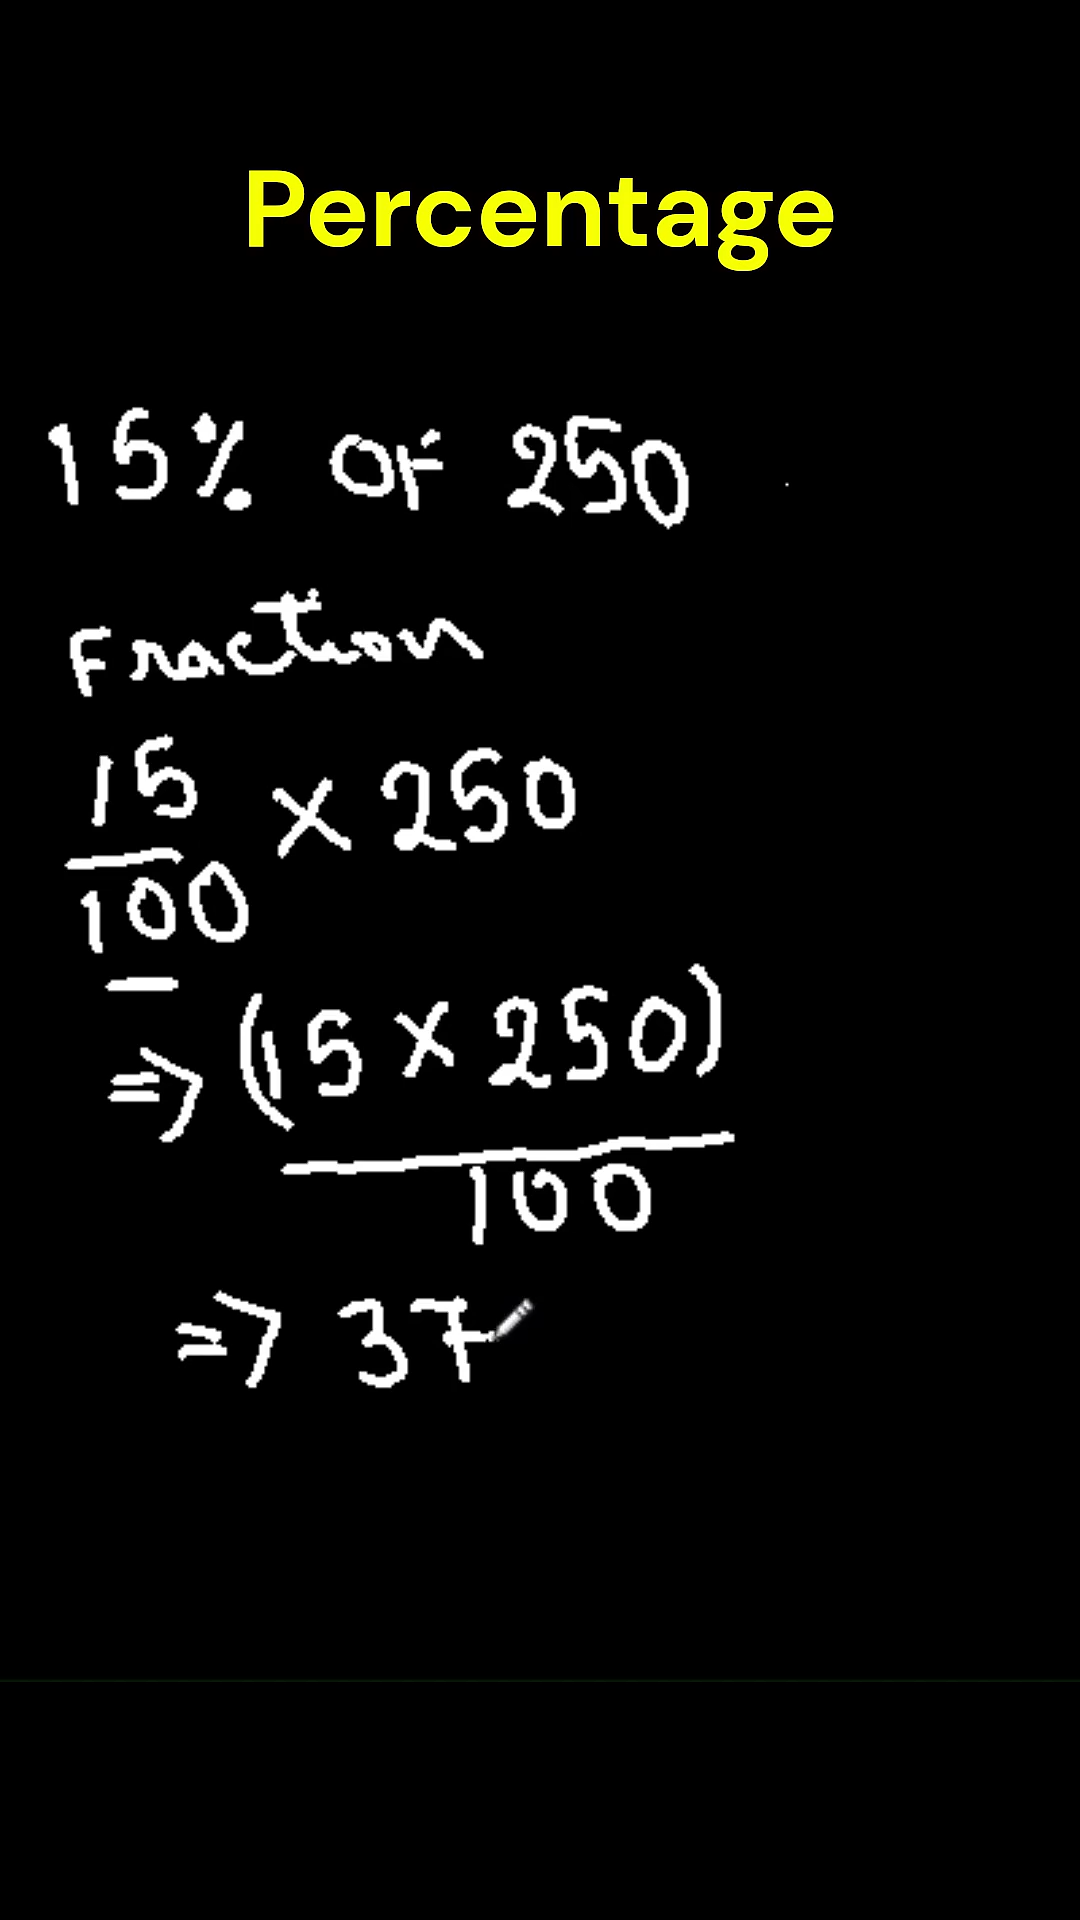 Percentage
15% OF 250
Fraction
15
100
× 250
⇒ (15 × 250)
100
⇒ 37